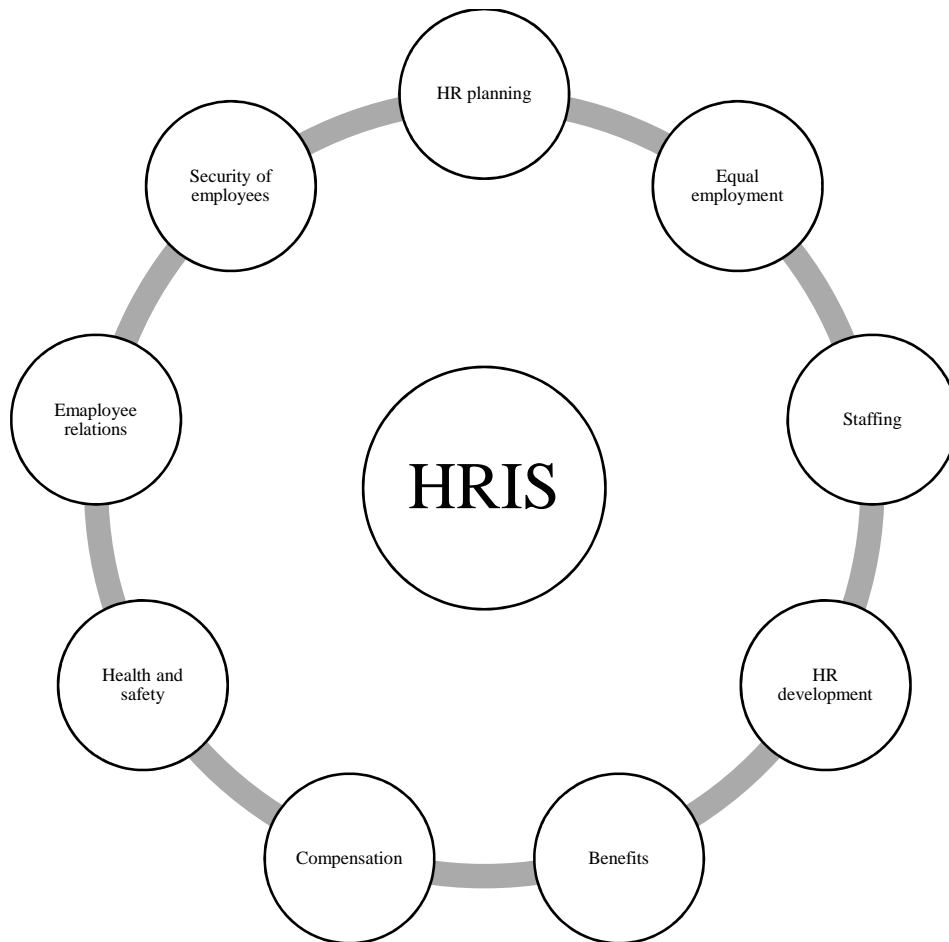 HR planning
Equal
employment
Staffing
HR
development
Benefits
Compensation
Health and
safety
Emaployee
relations
Security of
employees
HRIS